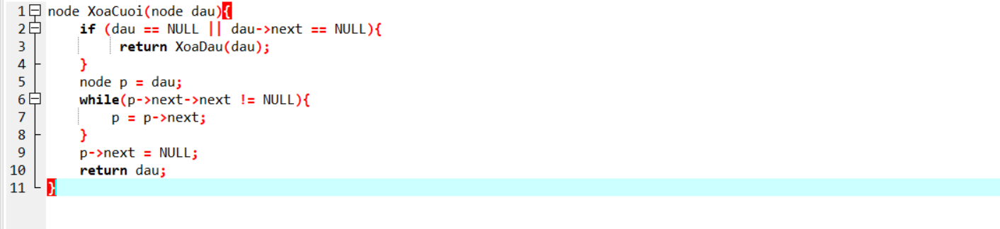 1 node XoaCuoi(node dau){
2 if (dau == NULL || dau->next == NULL){
3 return XoaDau(dau);
4 }
5 node p = dau;
6 while(p->next->next != NULL){
7 p = p->next;
8 }
9 p->next = NULL;
10 return dau;
11 }